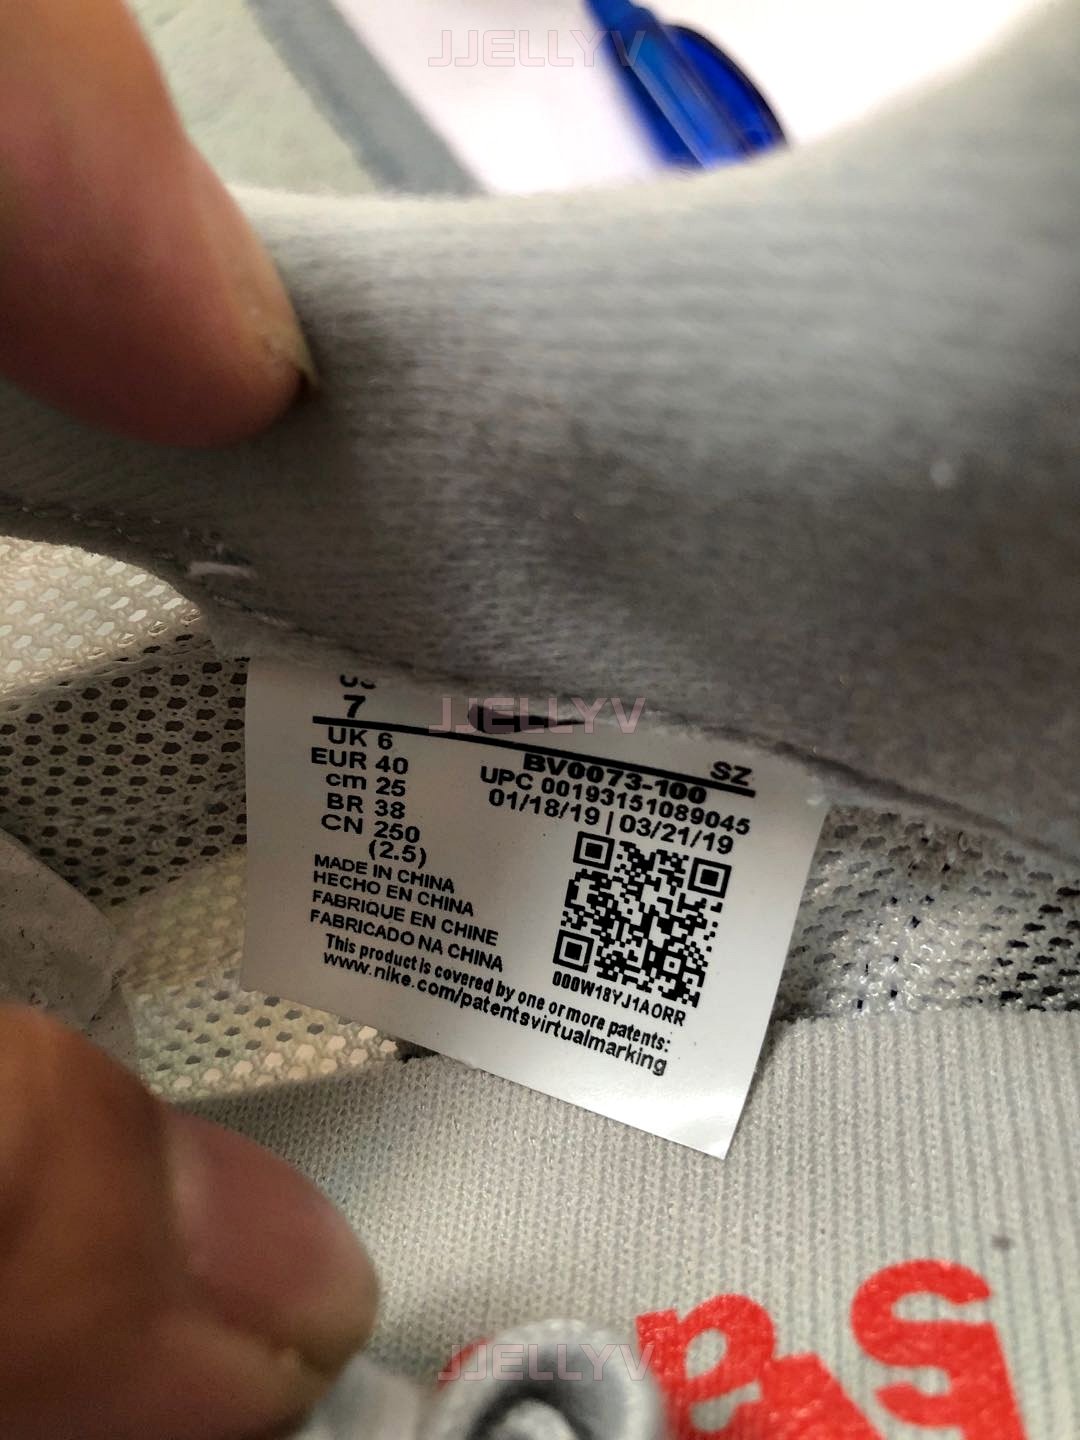 JJELLYV
US
7
JJELLYV
SZ
UK 6
EUR 40
cm 25
BR 38
CN 250
(2.5)
BV0073-100
UPC 00193151089045
01/18/19 | 03/21/19
MADE IN CHINA
HECHO EN CHINA
FABRIQUE EN CHINE
FABRICADO NA CHINA
000W18YJ1AORR
This product is covered by one or more patents:
www.nike.com/patentsvirtualmarking
JJELLYV